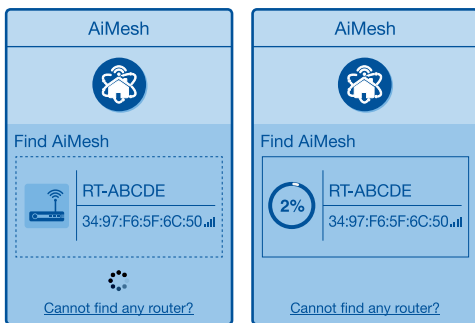 AiMesh
Find AiMesh
RT-ABCDE
34:97:F6:5F:6C:50
Cannot find any router?
AiMesh
Find AiMesh
2%
RT-ABCDE
34:97:F6:5F:6C:50
Cannot find any router?